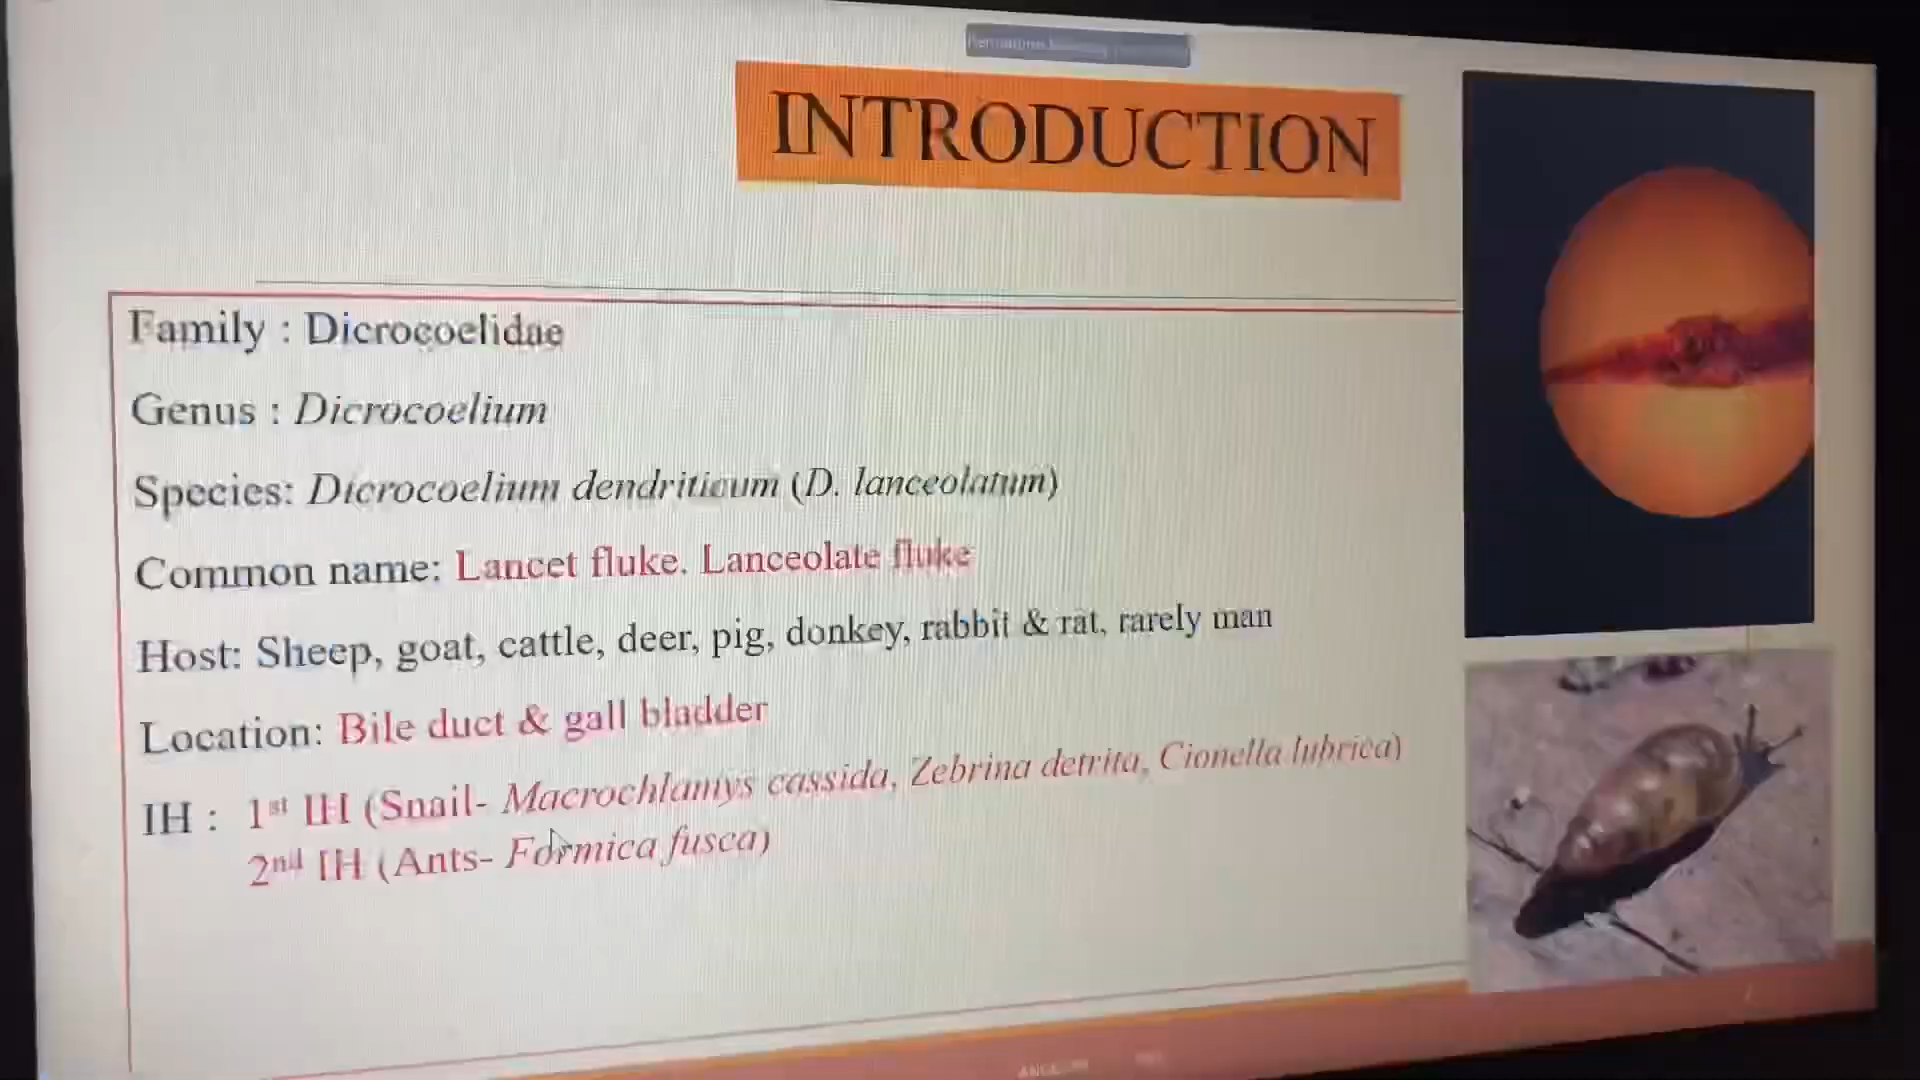 INTRODUCTION
Family : Dicrocoelidae
Genus : Dicrocoelium
Species: Dicrocoelium dendriticum (D. lanceolatum)
Common name: Lancet fluke. Lanceolate fluke
Host: Sheep, goat, cattle, deer, pig, donkey, rabbit & rat, rarely man
Location: Bile duct & gall bladder
IH : 1st IH (Snail- Macrochlamys cassida, Zebrina detrita, Cionella lubrica)
2nd IH (Ants- Formica fusca)